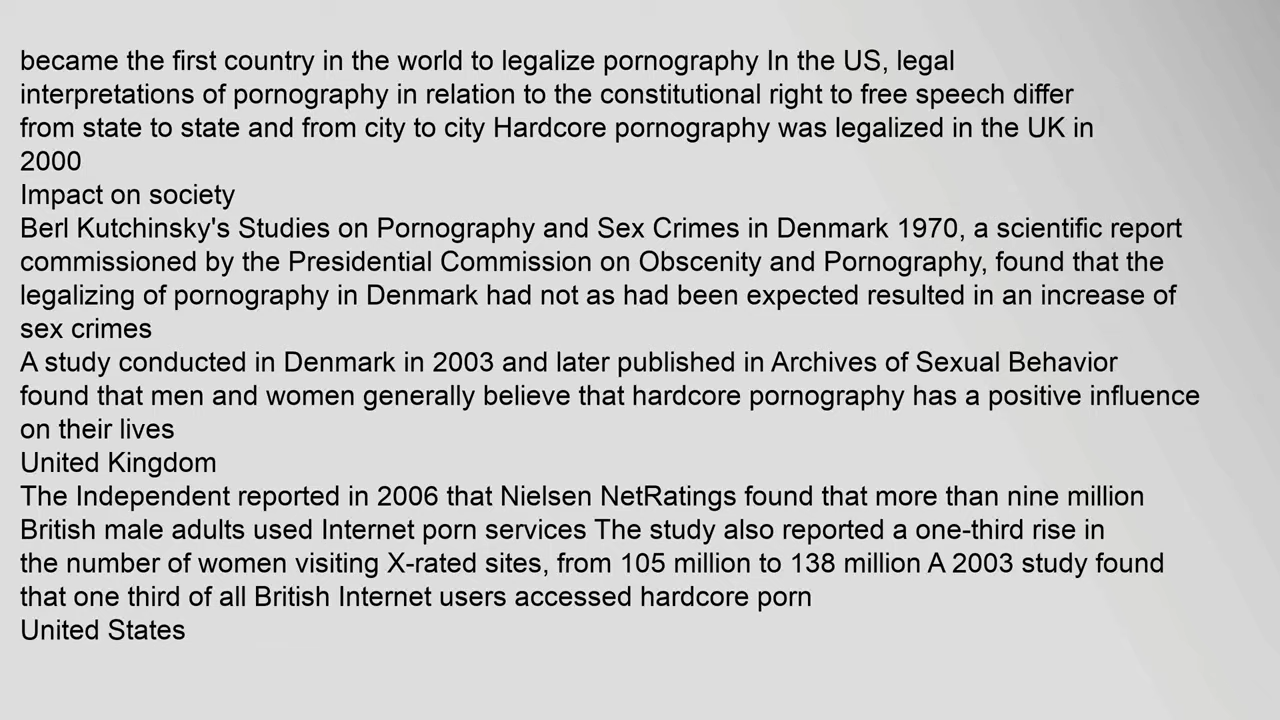 became the first country in the world to legalize pornography In the US, legal
interpretations of pornography in relation to the constitutional right to free speech differ
from state to state and from city to city Hardcore pornography was legalized in the UK in
2000
Impact on society
Berl Kutchinsky's Studies on Pornography and Sex Crimes in Denmark 1970, a scientific report
commissioned by the Presidential Commission on Obscenity and Pornography, found that the
legalizing of pornography in Denmark had not as had been expected resulted in an increase of
sex crimes
A study conducted in Denmark in 2003 and later published in Archives of Sexual Behavior
found that men and women generally believe that hardcore pornography has a positive influence
on their lives
United Kingdom
The Independent reported in 2006 that Nielsen NetRatings found that more than nine million
British male adults used Internet porn services The study also reported a one-third rise in
the number of women visiting X-rated sites, from 105 million to 138 million A 2003 study found
that one third of all British Internet users accessed hardcore porn
United States